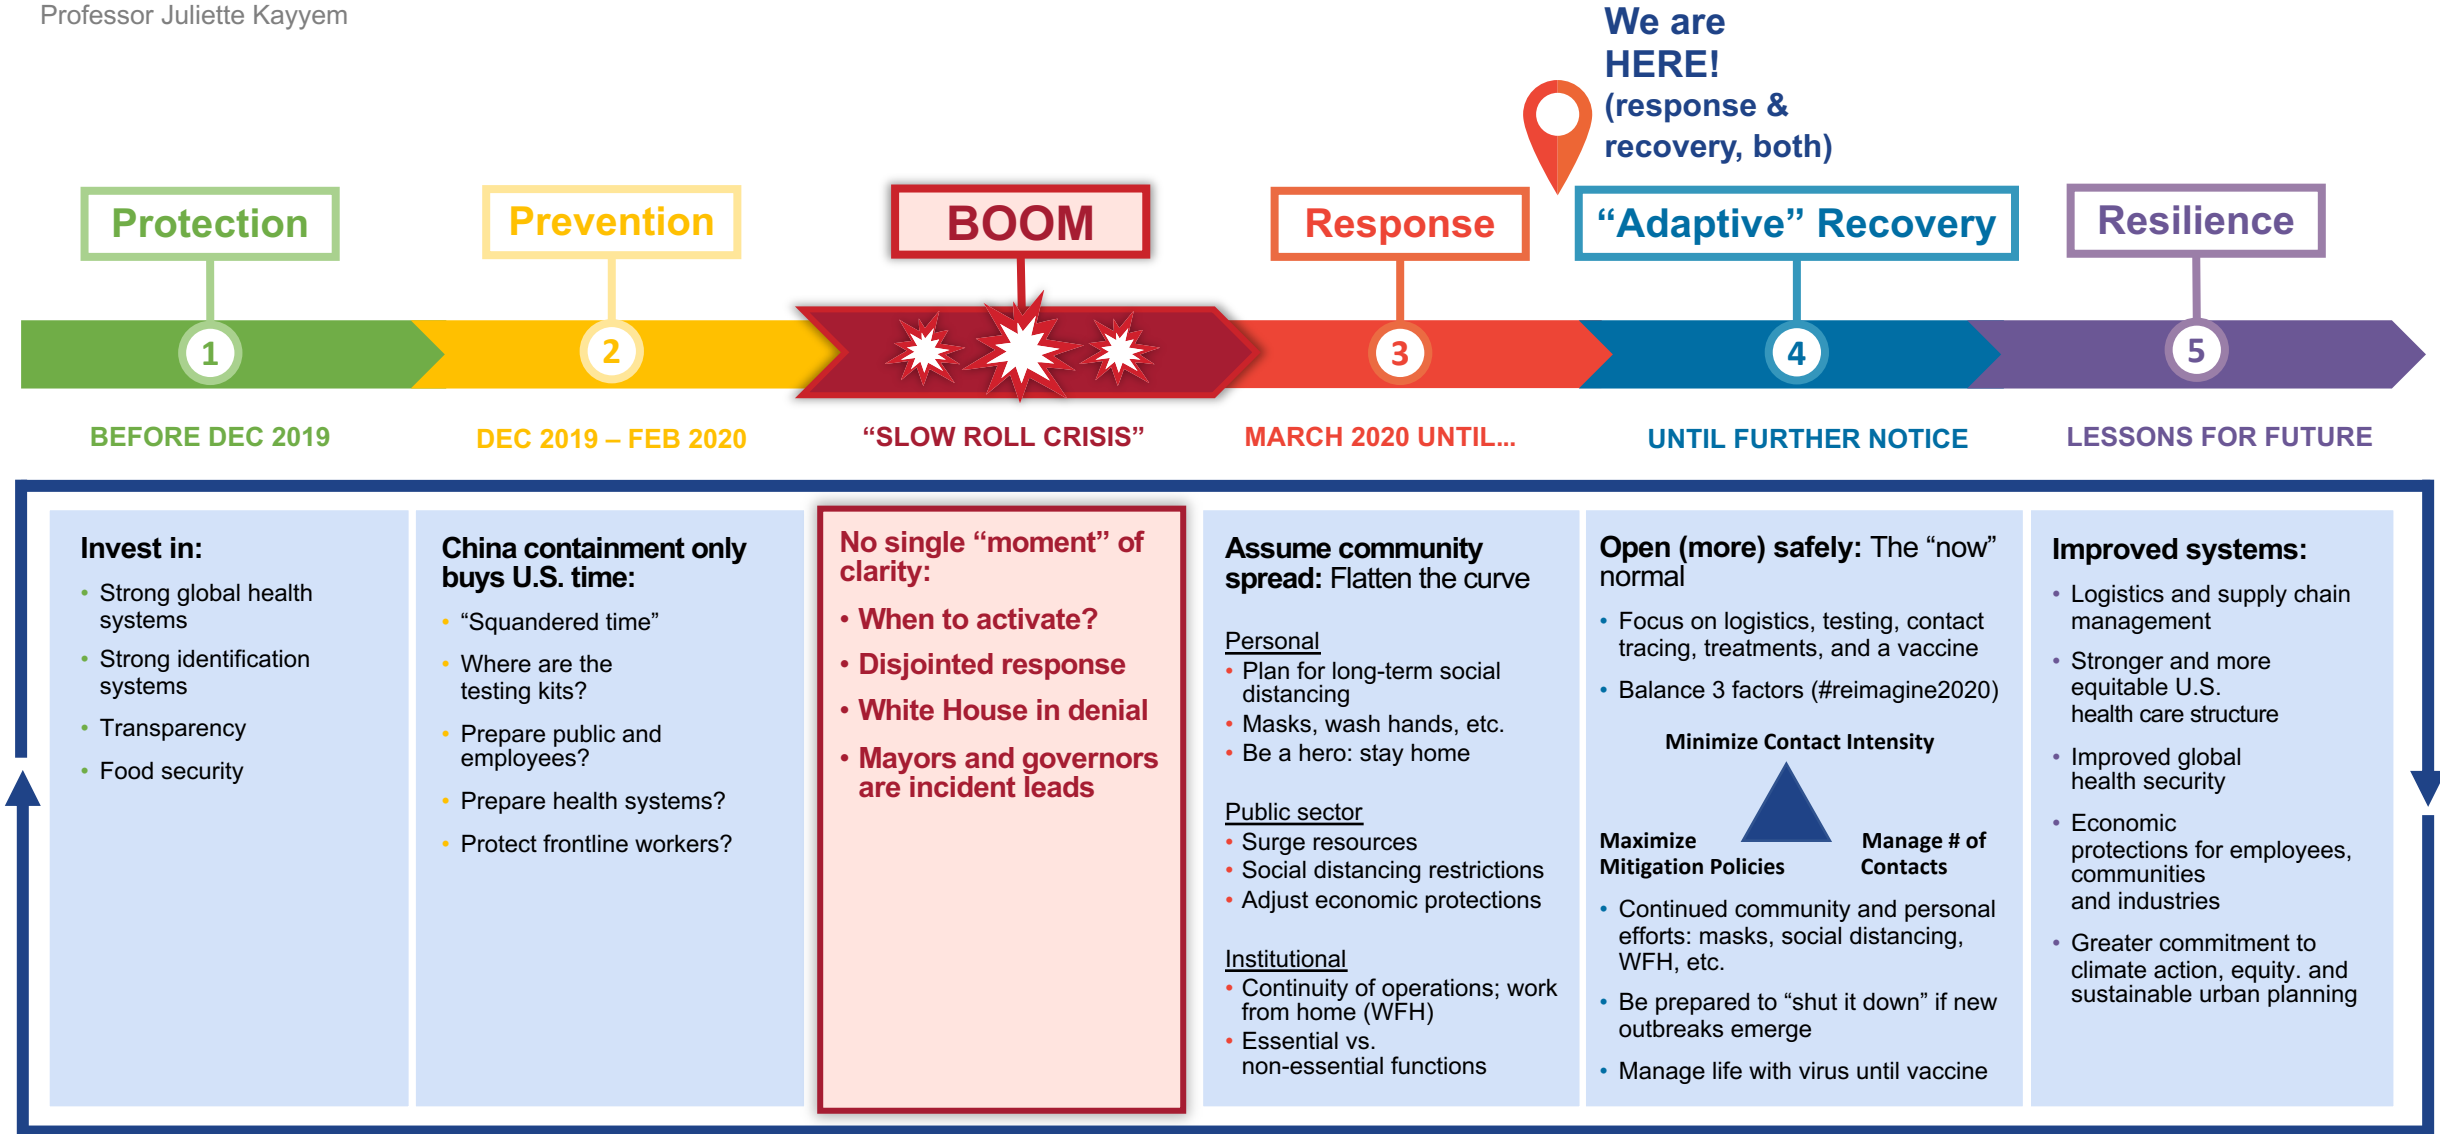 Professor Juliette Kayyem
We are
HERE!
(response &
recovery, both)
Protection
Prevention
BOOM
Response
“Adaptive” Recovery
Resilience
1
2
3
4
5
BEFORE DEC 2019
DEC 2019 – FEB 2020
“SLOW ROLL CRISIS”
MARCH 2020 UNTIL...
UNTIL FURTHER NOTICE
LESSONS FOR FUTURE
Invest in:
• Strong global health
systems
• Strong identification
systems
• Transparency
• Food security
China containment only
buys U.S. time:
• “Squandered time”
• Where are the
testing kits?
• Prepare public and
employees?
• Prepare health systems?
• Protect frontline workers?
No single “moment” of
clarity:
• When to activate?
• Disjointed response
• White House in denial
• Mayors and governors
are incident leads
Assume community
spread: Flatten the curve
Personal
• Plan for long-term social
distancing
• Masks, wash hands, etc.
• Be a hero: stay home
Public sector
• Surge resources
• Social distancing restrictions
• Adjust economic protections
Institutional
• Continuity of operations; work
from home (WFH)
• Essential vs.
non-essential functions
Open (more) safely: The “now”
normal
• Focus on logistics, testing, contact
tracing, treatments, and a vaccine
• Balance 3 factors (#reimagine2020)
Minimize Contact Intensity
Maximize
Mitigation Policies
Manage # of
Contacts
• Continued community and personal
efforts: masks, social distancing,
WFH, etc.
• Be prepared to “shut it down” if new
outbreaks emerge
• Manage life with virus until vaccine
Improved systems:
• Logistics and supply chain
management
• Stronger and more
equitable U.S.
health care structure
• Improved global
health security
• Economic
protections for employees,
communities
and industries
• Greater commitment to
climate action, equity. and
sustainable urban planning